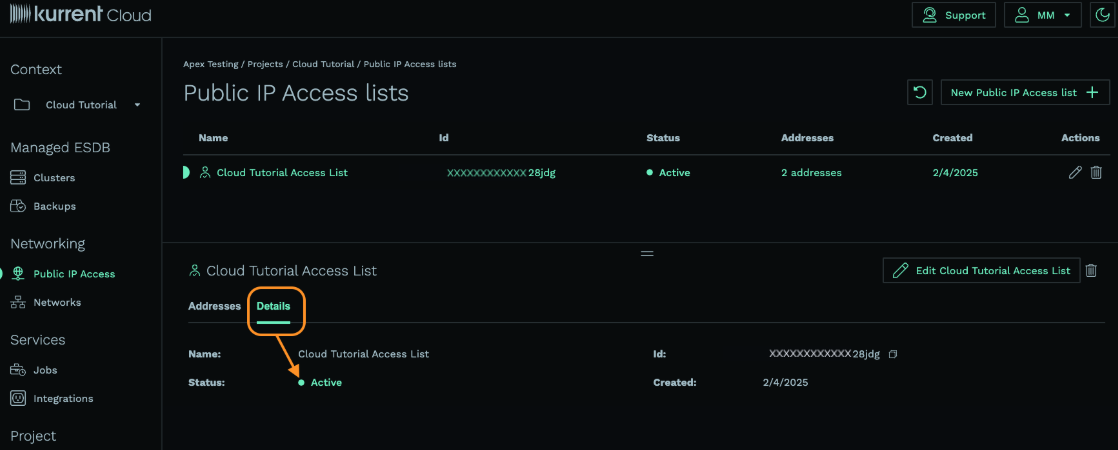 kurrent Cloud
Support
MM
Context
Cloud Tutorial
Managed ESDB
Clusters
Backups
Networking
Public IP Access
Networks
Services
Jobs
Integrations
Project
Apex Testing / Projects / Cloud Tutorial / Public IP Access lists
Public IP Access lists
New Public IP Access list
Name Id Status Addresses Created Actions
Cloud Tutorial Access List XXXXXXXXXXXX28jdg Active 2 addresses 2/4/2025
Cloud Tutorial Access List
Edit Cloud Tutorial Access List
Addresses Details
Name: Cloud Tutorial Access List Id: XXXXXXXXXXXX28jdg
Status: Active Created: 2/4/2025